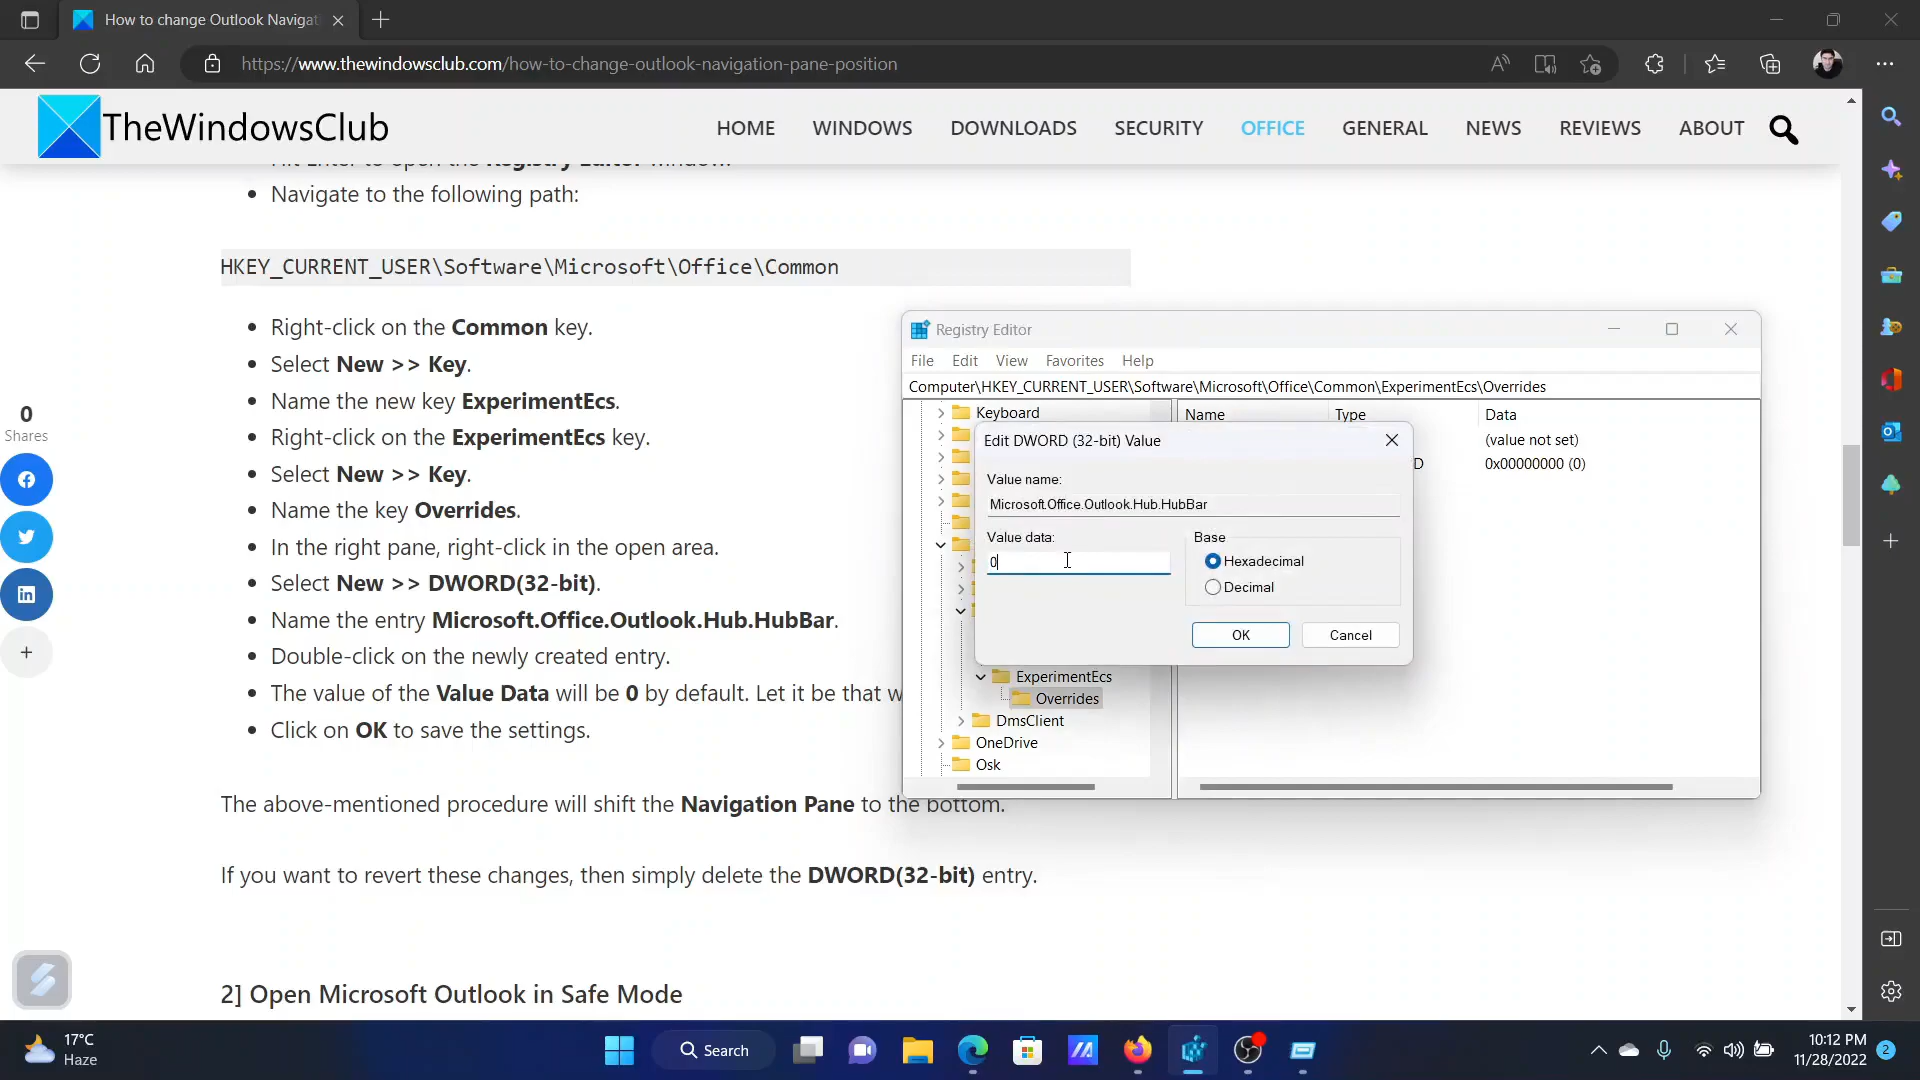 How to change Outlook Navigat
https://www.thewindowsclub.com/how-to-change-outlook-navigation-pane-position
TheWindowsClub
HOME WINDOWS DOWNLOADS SECURITY OFFICE GENERAL NEWS REVIEWS ABOUT
Hit Enter to open the Registry Editor window.
• Navigate to the following path:
HKEY_CURRENT_USER\Software\Microsoft\Office\Common
• Right-click on the Common key.
• Select New >> Key.
• Name the new key ExperimentEcs.
• Right-click on the ExperimentEcs key.
• Select New >> Key.
• Name the key Overrides.
• In the right pane, right-click in the open area.
• Select New >> DWORD(32-bit).
• Name the entry Microsoft.Office.Outlook.Hub.HubBar.
• Double-click on the newly created entry.
• The value of the Value Data will be 0 by default. Let it be that w
• Click on OK to save the settings.
The above-mentioned procedure will shift the Navigation Pane to the bottom.
If you want to revert these changes, then simply delete the DWORD(32-bit) entry.
2] Open Microsoft Outlook in Safe Mode
0
Shares
Registry Editor
File Edit View Favorites Help
Computer\HKEY_CURRENT_USER\Software\Microsoft\Office\Common\ExperimentEcs\Overrides
Keyboard
Name Type Data
(value not set)
D 0x00000000 (0)
Edit DWORD (32-bit) Value
Value name:
Microsoft.Office.Outlook.Hub.HubBar
Value data:
0
Base
Hexadecimal
Decimal
OK Cancel
ExperimentEcs
Overrides
DmsClient
OneDrive
Osk
17°C
Haze
Search
10:12 PM
11/28/2022
2